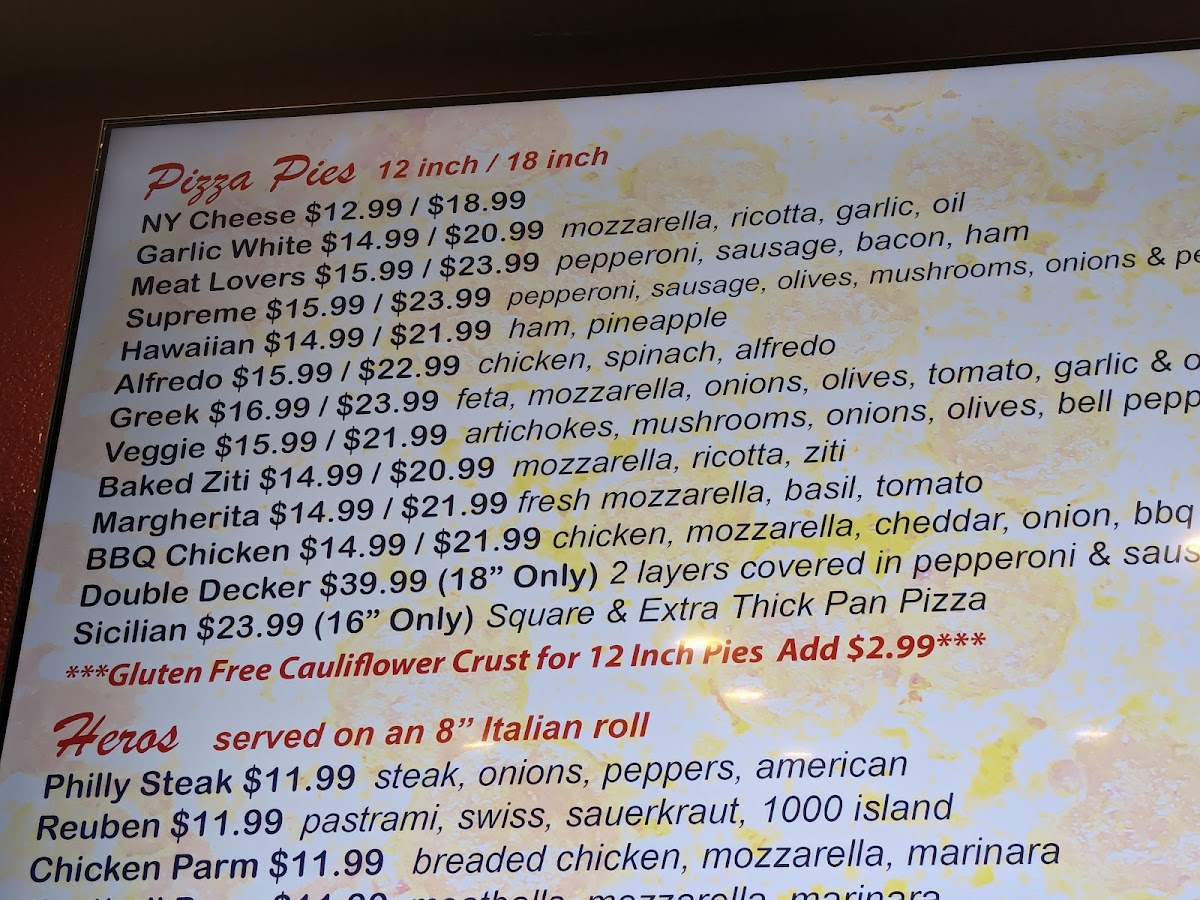 Pizza Pies 12 inch / 18 inch
NY Cheese $12.99 / $18.99
Garlic White $14.99 / $20.99 mozzarella, ricotta, garlic, oil
Meat Lovers $15.99 / $23.99 pepperoni, sausage, bacon, ham
Supreme $15.99 / $23.99 pepperoni, sausage, olives, mushrooms, onions &
Hawaiian $14.99 / $21.99 ham, pineapple
Alfredo $15.99 / $22.99 chicken, spinach, alfredo
Greek $16.99 / $23.99 feta, mozzarella, onions, olives, tomato, garlic &
Veggie $15.99 / $21.99 artichokes, mushrooms, onions, olives, bell
Baked Ziti $14.99 / $20.99 mozzarella, ricotta, ziti
Margherita $14.99 / $21.99 fresh mozzarella, basil, tomato
BBQ Chicken $14.99 / $21.99 chicken, mozzarella, cheddar, onion, bbq
Double Decker $39.99 (18” Only) 2 layers covered in pepperoni &
Sicilian $23.99 (16” Only) Square & Extra Thick Pan Pizza
***Gluten Free Cauliflower Crust for 12 Inch Pies Add $2.99***
Heros served on an 8” Italian roll
Philly Steak $11.99 steak, onions, peppers, american
Reuben $11.99 pastrami, swiss, sauerkraut, 1000 island
Chicken Parm $11.99 breaded chicken, mozzarella, marinara
$11.99 meatballs, mozzarella, marinara